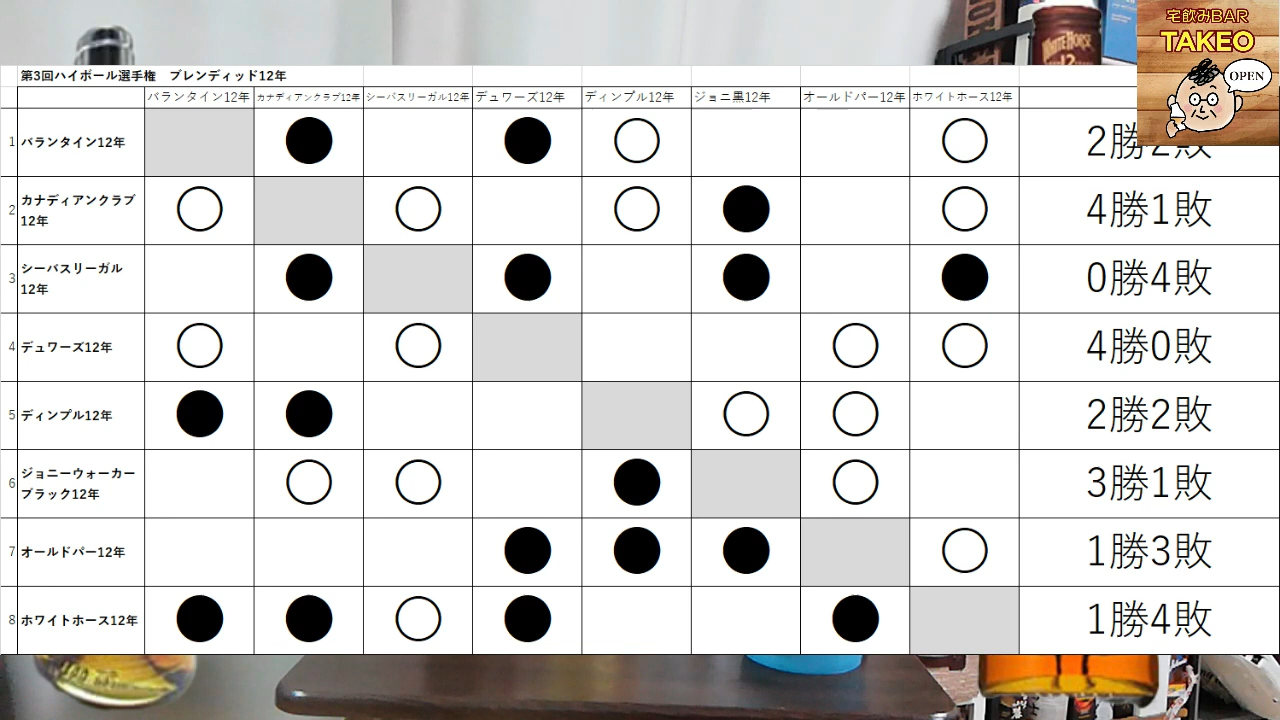 宅飲みBAR
TAKEO
OPEN
WHITE HORSE
12
第3回ハイボール選手権　ブレンディッド12年
バランタイン12年 カナディアンクラブ12年 シーバスリーガル12年 デュワーズ12年 ディンプル12年 ジョニ黒12年 オールドパー12年 ホワイトホース12年
1 バランタイン12年 ● ● ○ ○ 2勝2敗
2 カナディアンクラブ
12年 ○ ○ ○ ● ○ 4勝1敗
3 シーバスリーガル
12年 ● ● ● ● 0勝4敗
4 デュワーズ12年 ○ ○ ○ ○ 4勝0敗
5 ディンプル12年 ● ● ○ ○ 2勝2敗
6 ジョニーウォーカー
ブラック12年 ○ ○ ● ○ 3勝1敗
7 オールドパー12年 ● ● ● ○ 1勝3敗
8 ホワイトホース12年 ● ● ○ ● ● 1勝4敗